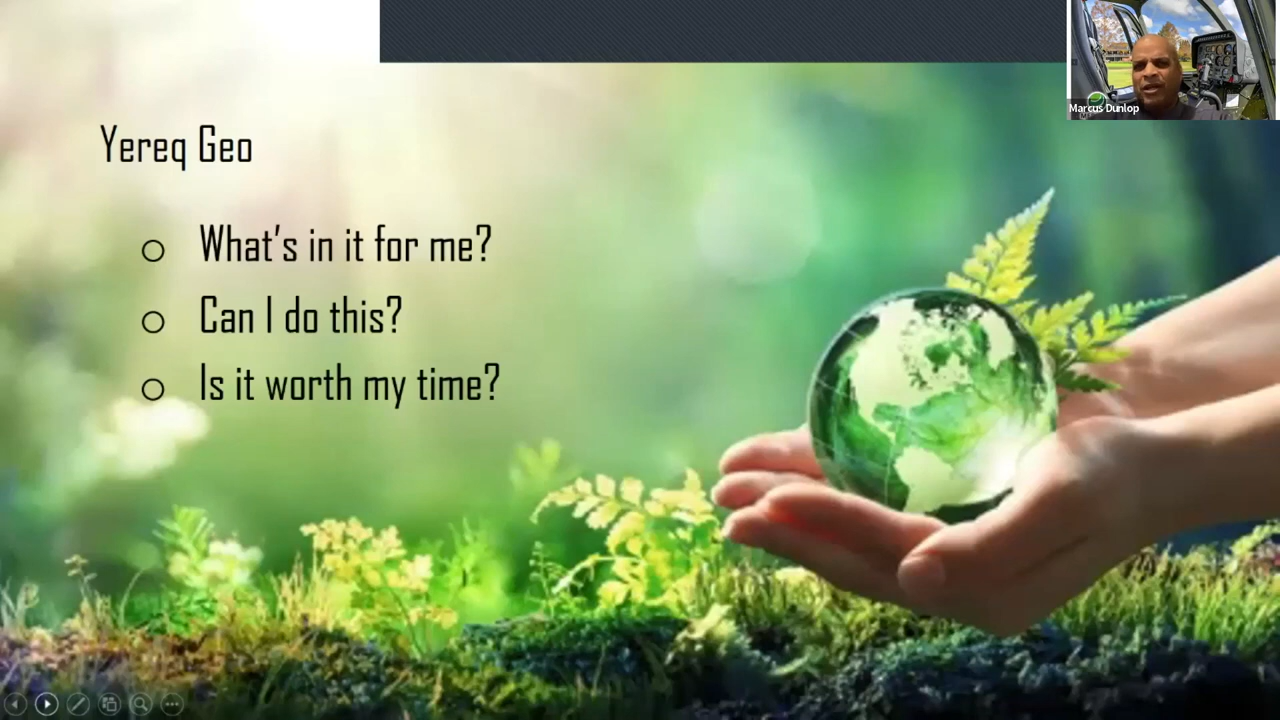 Yereq Geo
What's in it for me?
Can I do this?
Is it worth my time?
Marcus Dunlop